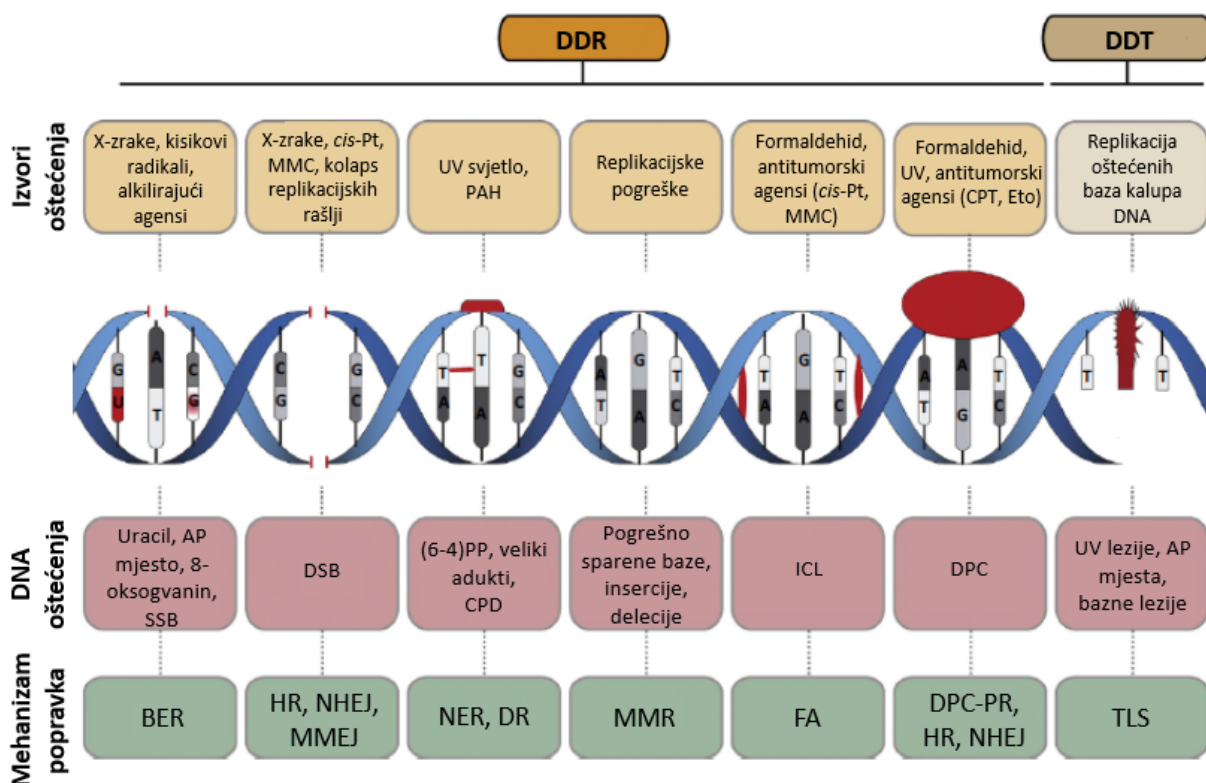 DDR
DDT
Izvori
oštećenja
X-zrake, kisikovi
radikali,
alkilirajući
agensi
X-zrake, cis-Pt,
MMC, kolaps
replikacijskih
rašlji
UV svjetlo,
PAH
Replikacijske
pogreške
Formaldehid,
antitumorski
agensi (cis-Pt,
MMC)
Formaldehid,
UV, antitumorski
agensi (CPT, Eto)
Replikacija
oštećenih
baza kalupa
DNA
G
U
A
T
C
G
C
G
G
C
T
A
T
A
G
C
A
T
G
A
T
C
T
A
G
A
T
C
A
T
A
G
T
C
T
T
DNA
oštećenja
Uracil, AP
mjesto, 8-
oksogvanin,
SSB
DSB
(6-4)PP, veliki
adukti,
CPD
Pogrešno
sparene baze,
insercije,
delecije
ICL
DPC
UV lezije, AP
mjesta,
bazne lezije
Mehanizam
popravka
BER
HR, NHEJ,
MMEJ
NER, DR
MMR
FA
DPC-PR,
HR, NHEJ
TLS